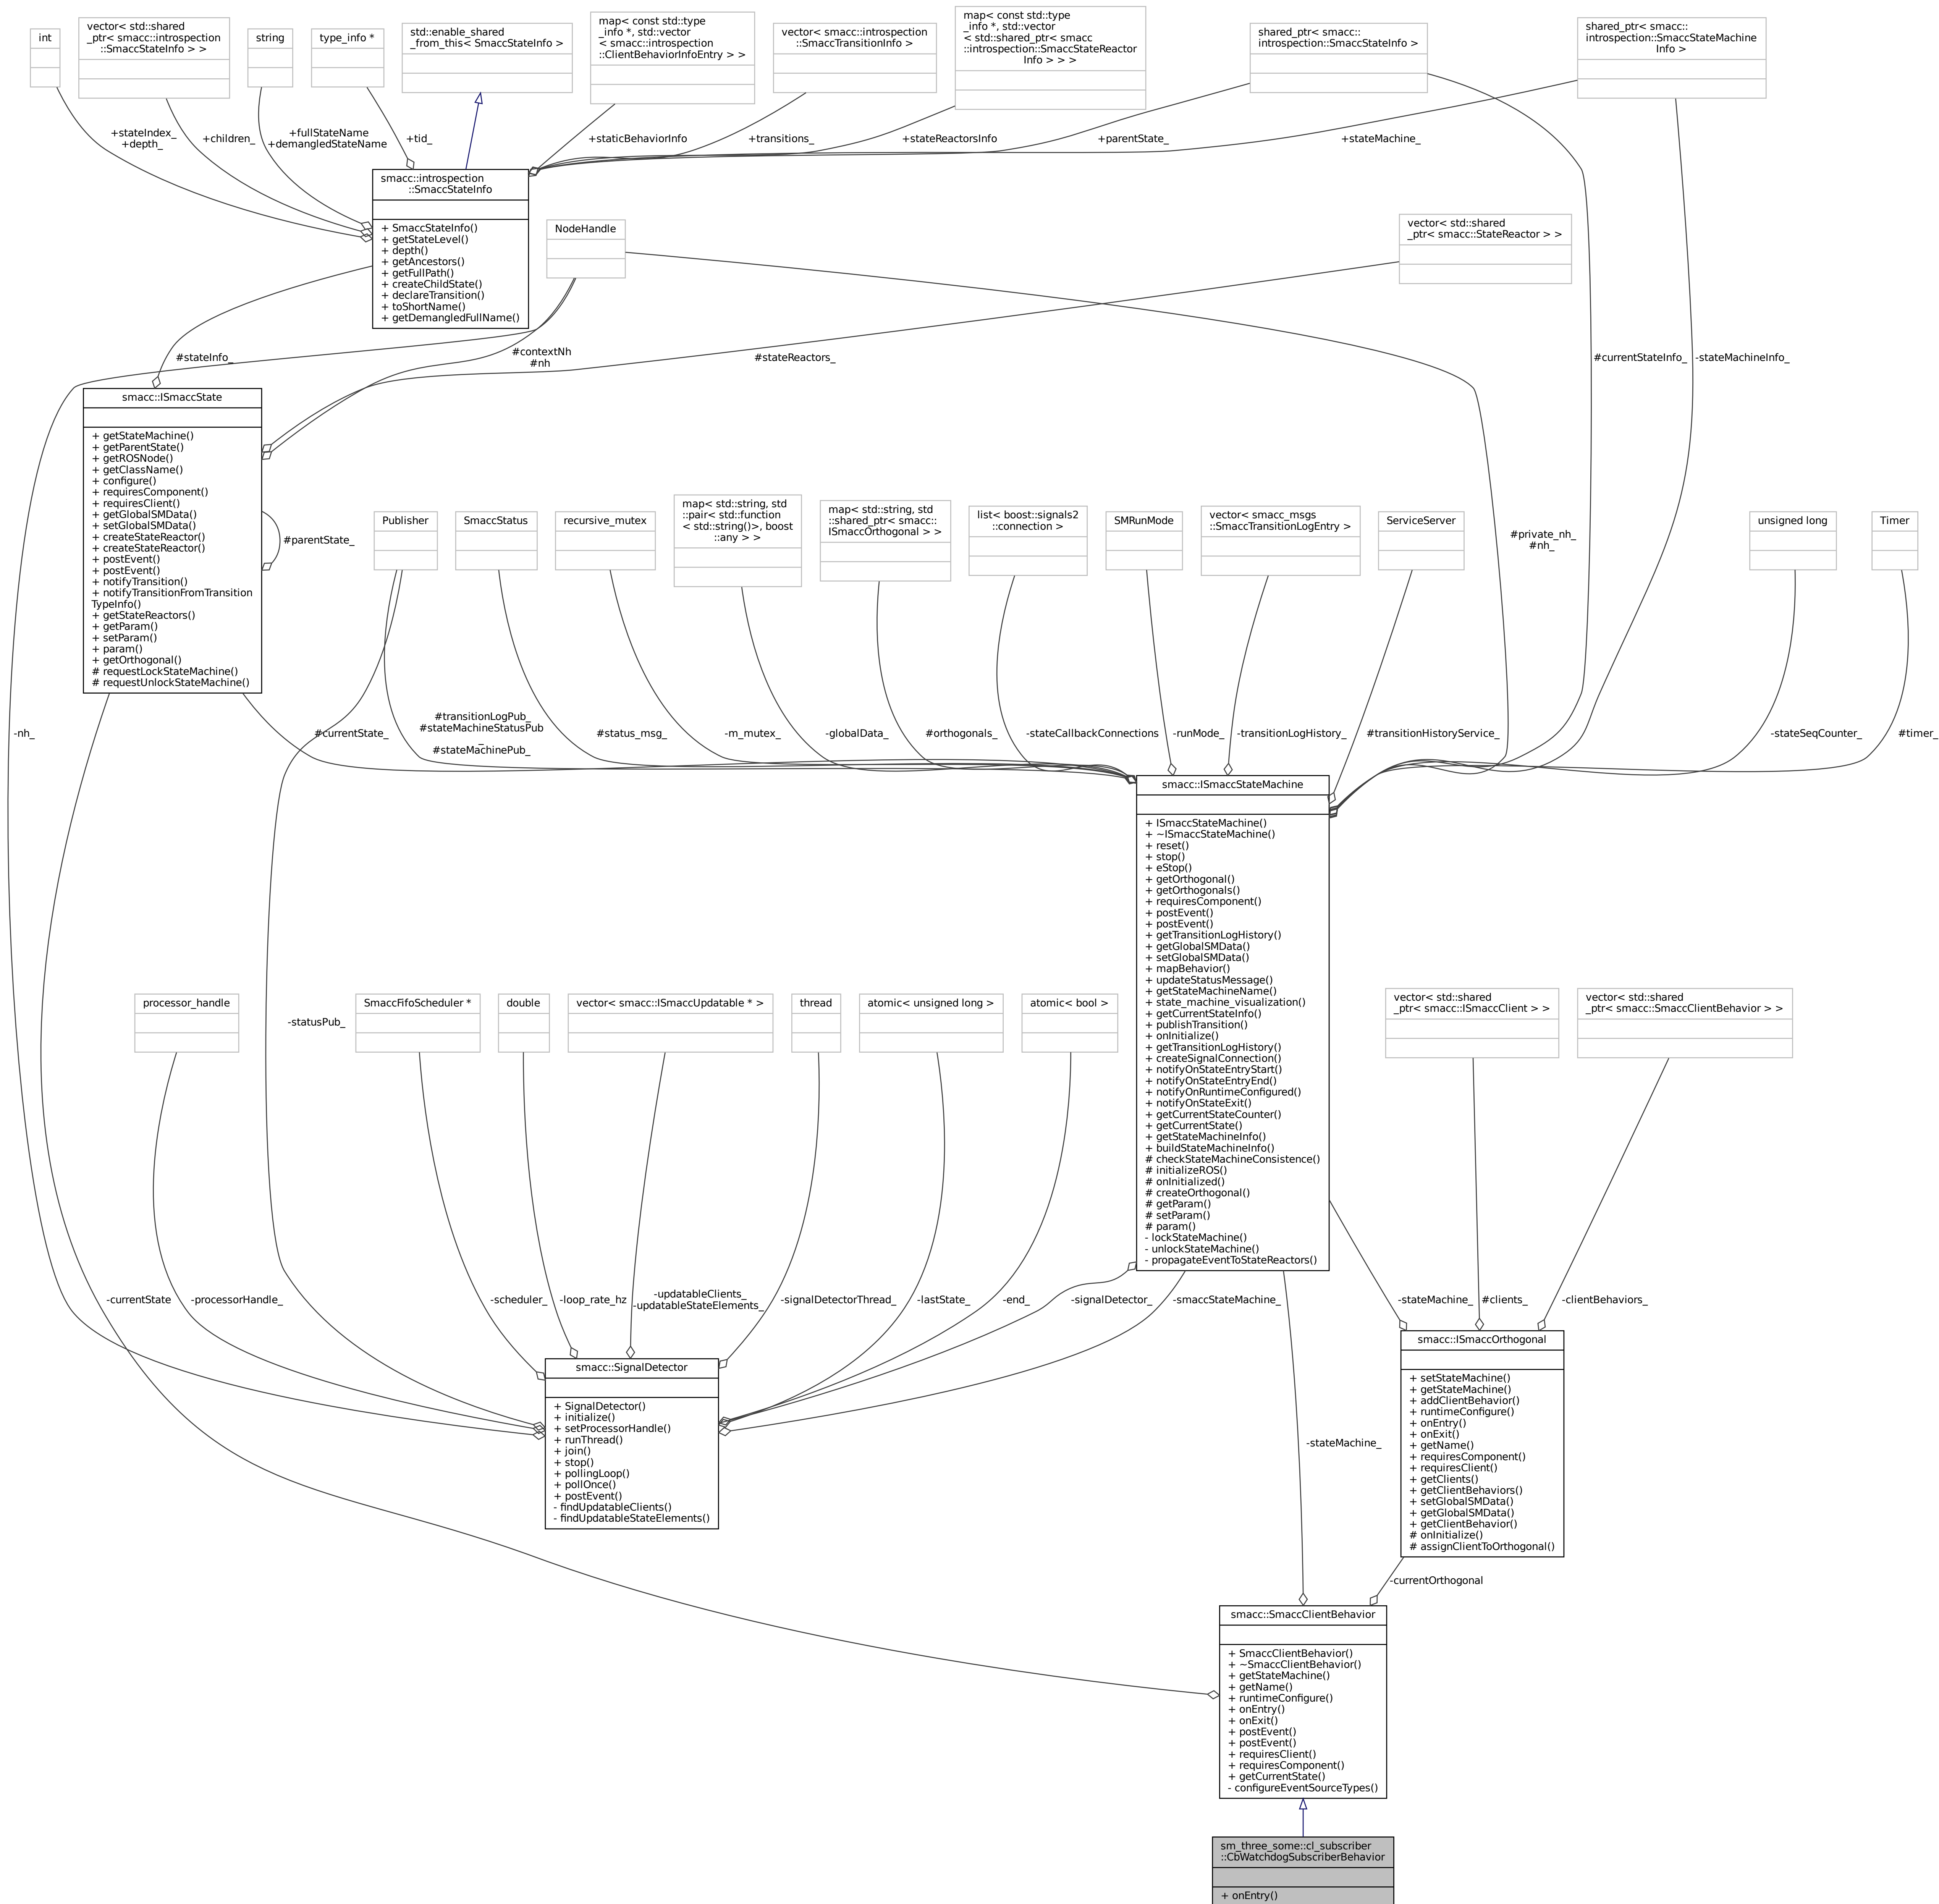 int
vector< std::shared
_ptr< smacc::introspection
::SmaccStateInfo > >
string
type_info *
std::enable_shared
_from_this< SmaccStateInfo >
map< const std::type
_info *, std::vector
< smacc::introspection
::ClientBehaviorInfoEntry > >
vector< smacc::introspection
::SmaccTransitionInfo >
map< const std::type
_info *, std::vector
< std::shared_ptr< smacc
::introspection::SmaccStateReactor
Info > > >
shared_ptr< smacc::
introspection::SmaccStateInfo >
shared_ptr< smacc::
introspection::SmaccStateMachine
Info >
+stateIndex_
+depth_
+children_
+fullStateName
+demangledStateName
+tid_
+staticBehaviorInfo
+transitions_
+stateReactorsInfo
+parentState_
+stateMachine_
smacc::introspection
::SmaccStateInfo
+ SmaccStateInfo()
+ getStateLevel()
+ depth()
+ getAncestors()
+ getFullPath()
+ createChildState()
+ declareTransition()
+ toShortName()
+ getDemangledFullName()
NodeHandle
vector< std::shared
_ptr< smacc::StateReactor > >
#stateInfo_
#contextNh
#nh
#stateReactors_
#currentStateInfo_
-stateMachineInfo_
smacc::ISmaccState
+ getStateMachine()
+ getParentState()
+ getROSNode()
+ getClassName()
+ configure()
+ requiresComponent()
+ requiresClient()
+ getGlobalSMData()
+ setGlobalSMData()
+ createStateReactor()
+ createStateReactor()
+ postEvent()
+ postEvent()
+ notifyTransition()
+ notifyTransitionFromTransition
TypeInfo()
+ getStateReactors()
+ getParam()
+ setParam()
+ param()
+ getOrthogonal()
# requestLockStateMachine()
# requestUnlockStateMachine()
#parentState_
Publisher
SmaccStatus
recursive_mutex
map< std::string, std
::pair< std::function
< std::string()>, boost
::any > >
map< std::string, std
::shared_ptr< smacc::
ISmaccOrthogonal > >
list< boost::signals2
::connection >
SMRunMode
vector< smacc_msgs
::SmaccTransitionLogEntry >
ServiceServer
#private_nh_
#nh_
unsigned long
Timer
-nh_
#currentState_
#transitionLogPub_
#stateMachineStatusPub
_
#stateMachinePub_
#status_msg_
-m_mutex_
-globalData_
#orthogonals_
-stateCallbackConnections
-runMode_
-transitionLogHistory_
#transitionHistoryService_
-stateSeqCounter_
#timer_
smacc::ISmaccStateMachine
+ ISmaccStateMachine()
+ ~ISmaccStateMachine()
+ reset()
+ stop()
+ eStop()
+ getOrthogonal()
+ getOrthogonals()
+ requiresComponent()
+ postEvent()
+ postEvent()
+ getTransitionLogHistory()
+ getGlobalSMData()
+ setGlobalSMData()
+ mapBehavior()
+ updateStatusMessage()
+ getStateMachineName()
+ state_machine_visualization()
+ getCurrentStateInfo()
+ publishTransition()
+ onInitialize()
+ getTransitionLogHistory()
+ createSignalConnection()
+ notifyOnStateEntryStart()
+ notifyOnStateEntryEnd()
+ notifyOnRuntimeConfigured()
+ notifyOnStateExit()
+ getCurrentStateCounter()
+ getCurrentState()
+ getStateMachineInfo()
+ buildStateMachineInfo()
# checkStateMachineConsistence()
# initializeROS()
# onInitialized()
# createOrthogonal()
# getParam()
# setParam()
# param()
- lockStateMachine()
- unlockStateMachine()
- propagateEventToStateReactors()
processor_handle
-statusPub_
SmaccFifoScheduler *
double
vector< smacc::ISmaccUpdatable * >
thread
atomic< unsigned long >
atomic< bool >
vector< std::shared
_ptr< smacc::ISmaccClient > >
vector< std::shared
_ptr< smacc::SmaccClientBehavior > >
-currentState
-processorHandle_
-scheduler_
-loop_rate_hz
-updatableClients_
-updatableStateElements_
-signalDetectorThread_
-lastState_
-end_
-signalDetector_
-smaccStateMachine_
-stateMachine_
#clients_
-clientBehaviors_
smacc::SignalDetector
+ SignalDetector()
+ initialize()
+ setProcessorHandle()
+ runThread()
+ join()
+ stop()
+ pollingLoop()
+ pollOnce()
+ postEvent()
- findUpdatableClients()
- findUpdatableStateElements()
smacc::ISmaccOrthogonal
+ setStateMachine()
+ getStateMachine()
+ addClientBehavior()
+ runtimeConfigure()
+ onEntry()
+ onExit()
+ getName()
+ requiresComponent()
+ requiresClient()
+ getClients()
+ getClientBehaviors()
+ setGlobalSMData()
+ getGlobalSMData()
+ getClientBehavior()
# onInitialize()
# assignClientToOrthogonal()
-stateMachine_
-currentOrthogonal
smacc::SmaccClientBehavior
+ SmaccClientBehavior()
+ ~SmaccClientBehavior()
+ getStateMachine()
+ getName()
+ runtimeConfigure()
+ onEntry()
+ onExit()
+ postEvent()
+ postEvent()
+ requiresClient()
+ requiresComponent()
+ getCurrentState()
- configureEventSourceTypes()
sm_three_some::cl_subscriber
::CbWatchdogSubscriberBehavior
+ onEntry()